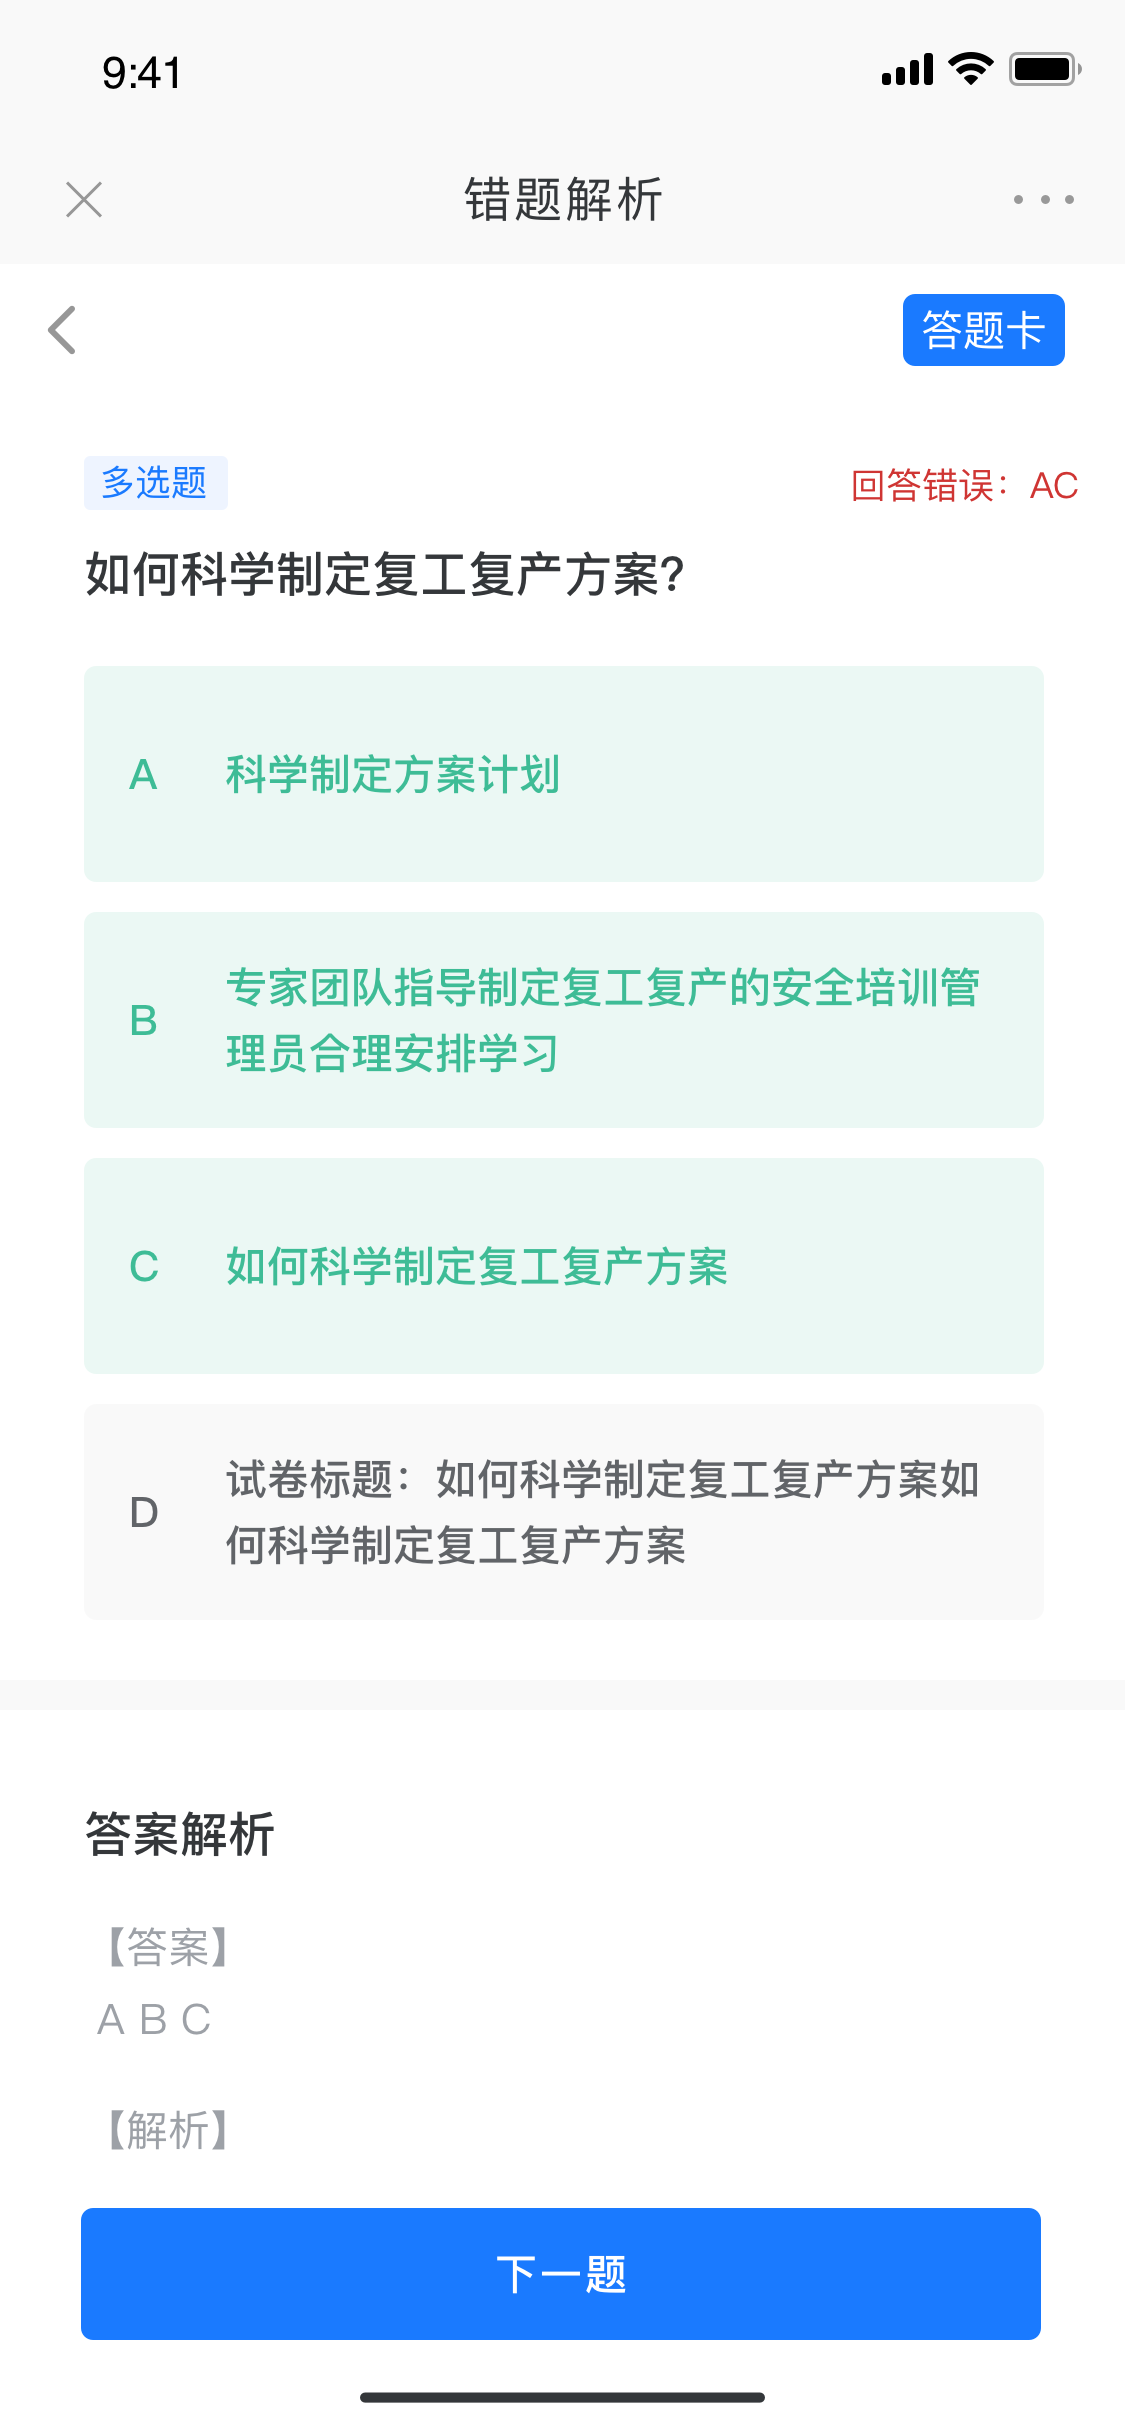 9:41
错题解析
答题卡
多选题
回答错误：AC
如何科学制定复工复产方案?
A 科学制定方案计划
B 专家团队指导制定复工复产的安全培训管
理员合理安排学习
C 如何科学制定复工复产方案
D 试卷标题：如何科学制定复工复产方案如
何科学制定复工复产方案
答案解析
【答案】
A B C
【解析】
下一题